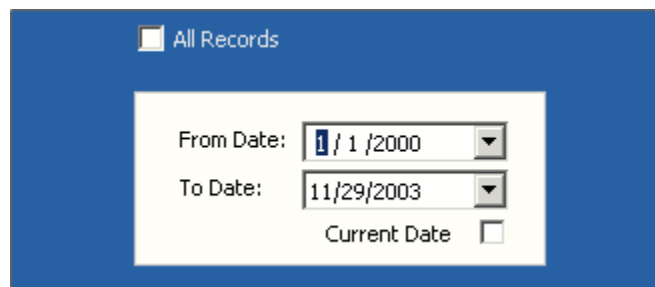 All Records
From Date: 1 / 1 /2000
To Date: 11/29/2003
Current Date